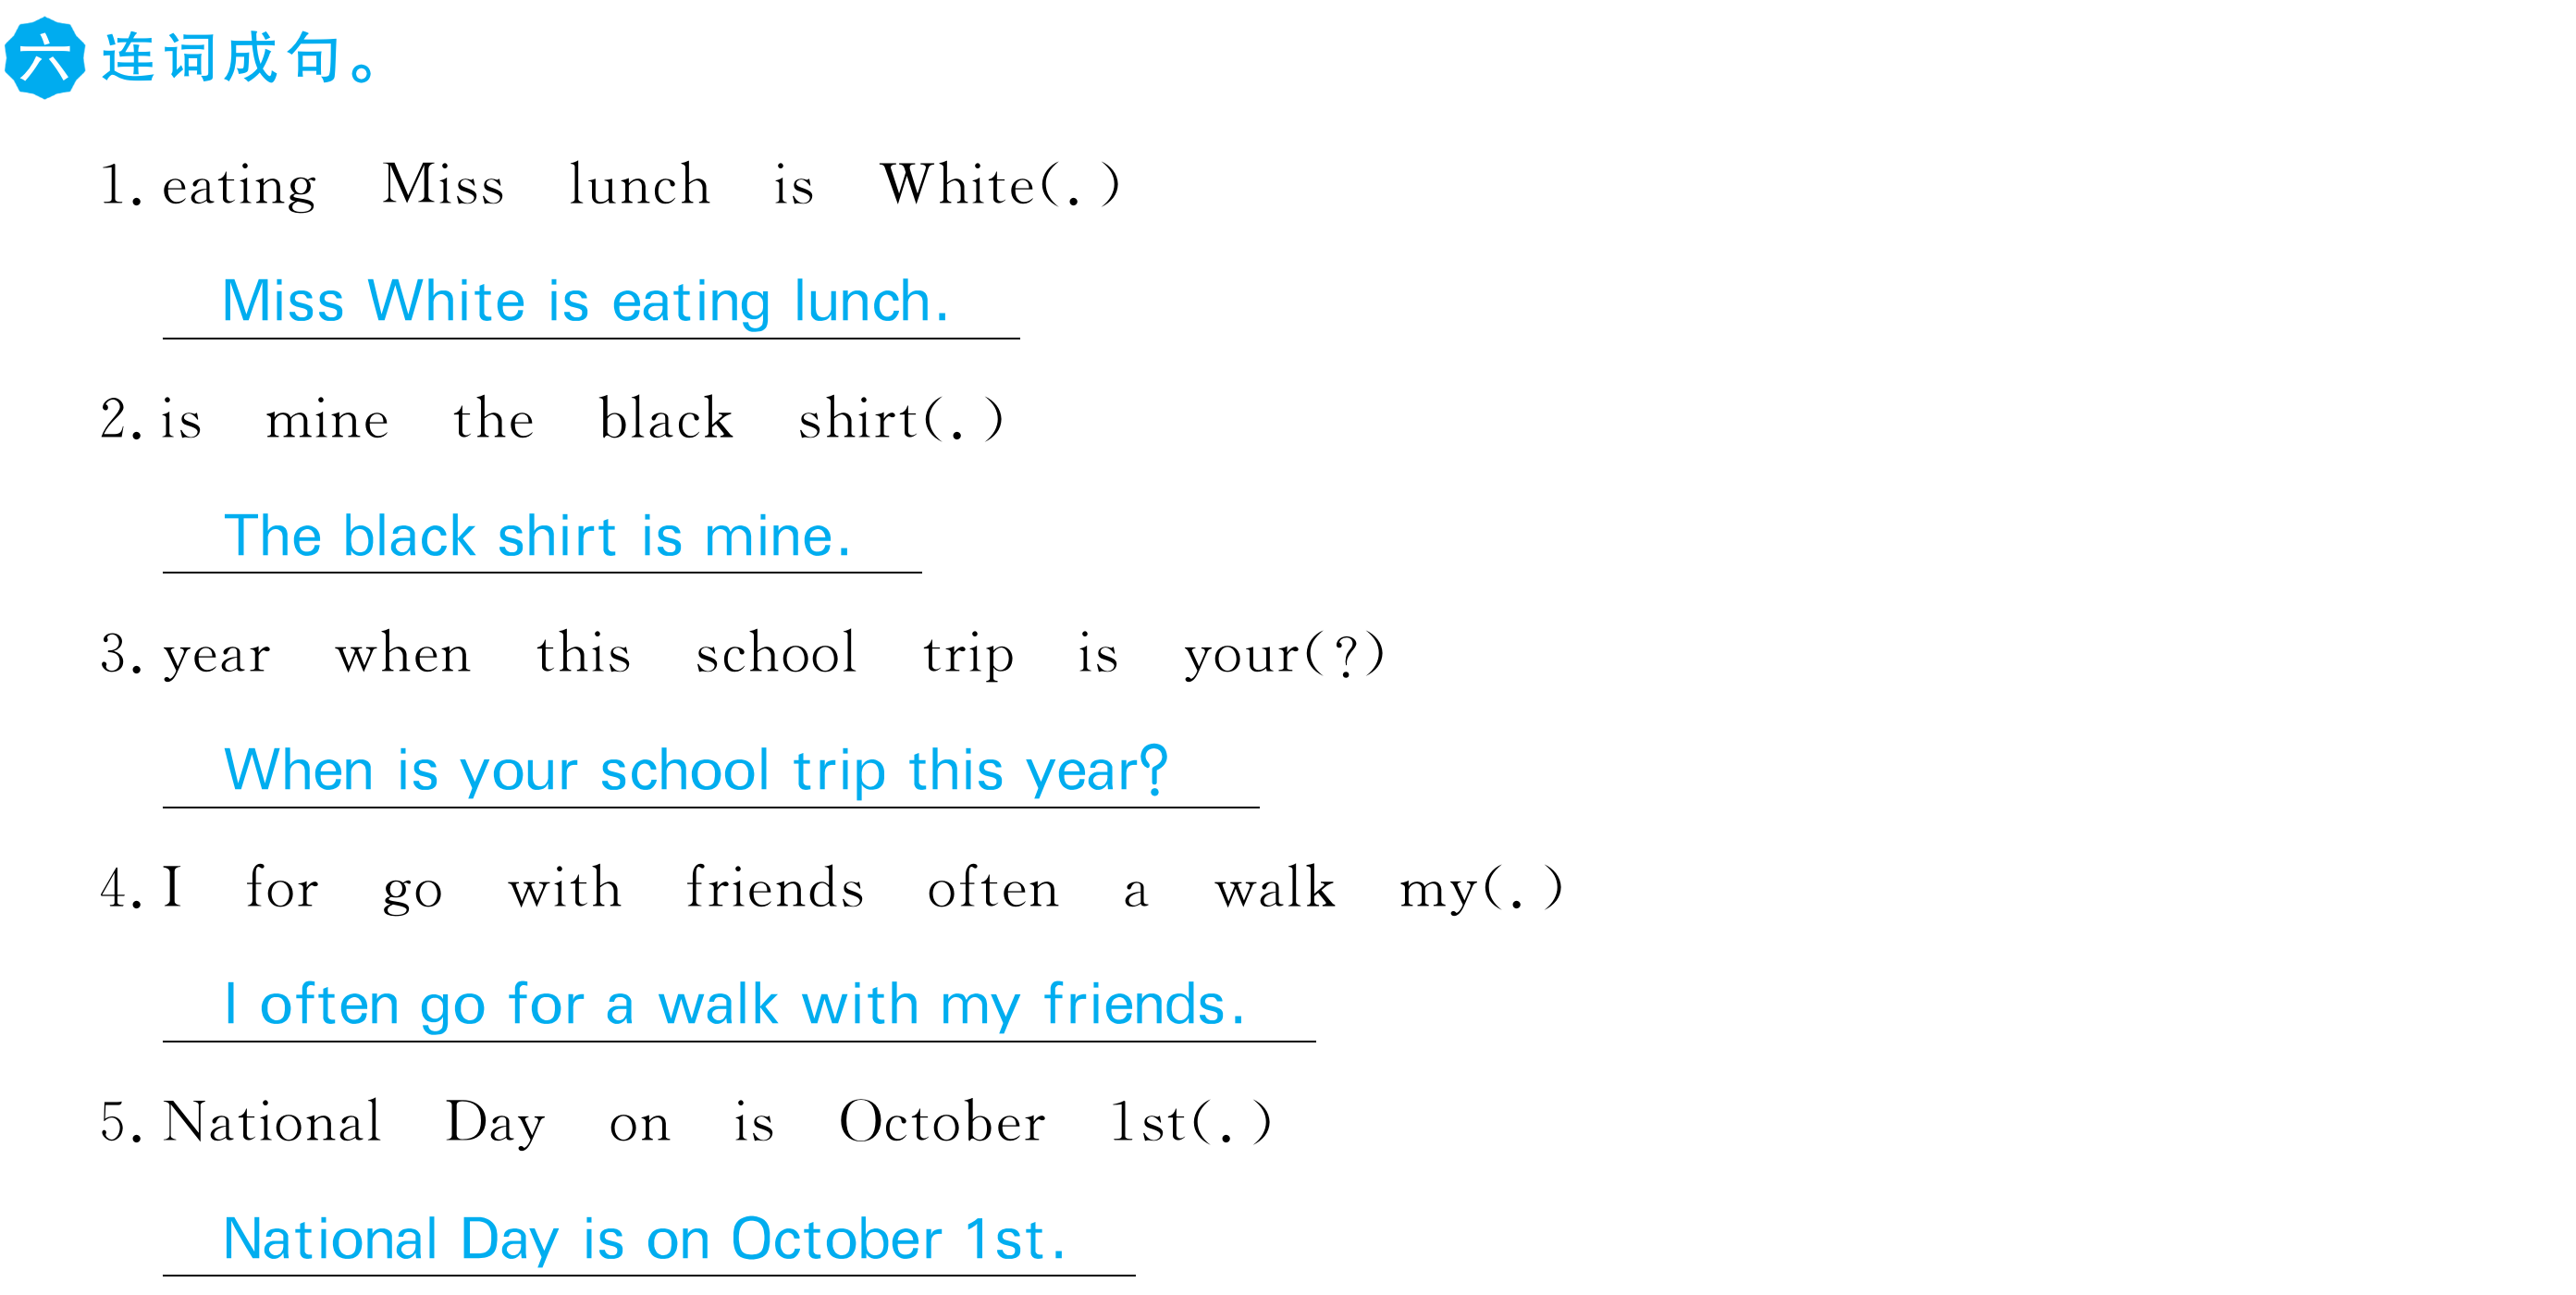 六 连词成句。
1. eating Miss lunch is White(.)
Miss White is eating lunch.
2. is mine the black shirt(.)
The black shirt is mine.
3. year when this school trip is your(?)
When is your school trip this year?
4. I for go with friends often a walk my(.)
I often go for a walk with my friends.
5. National Day on is October 1st(.)
National Day is on October 1st.